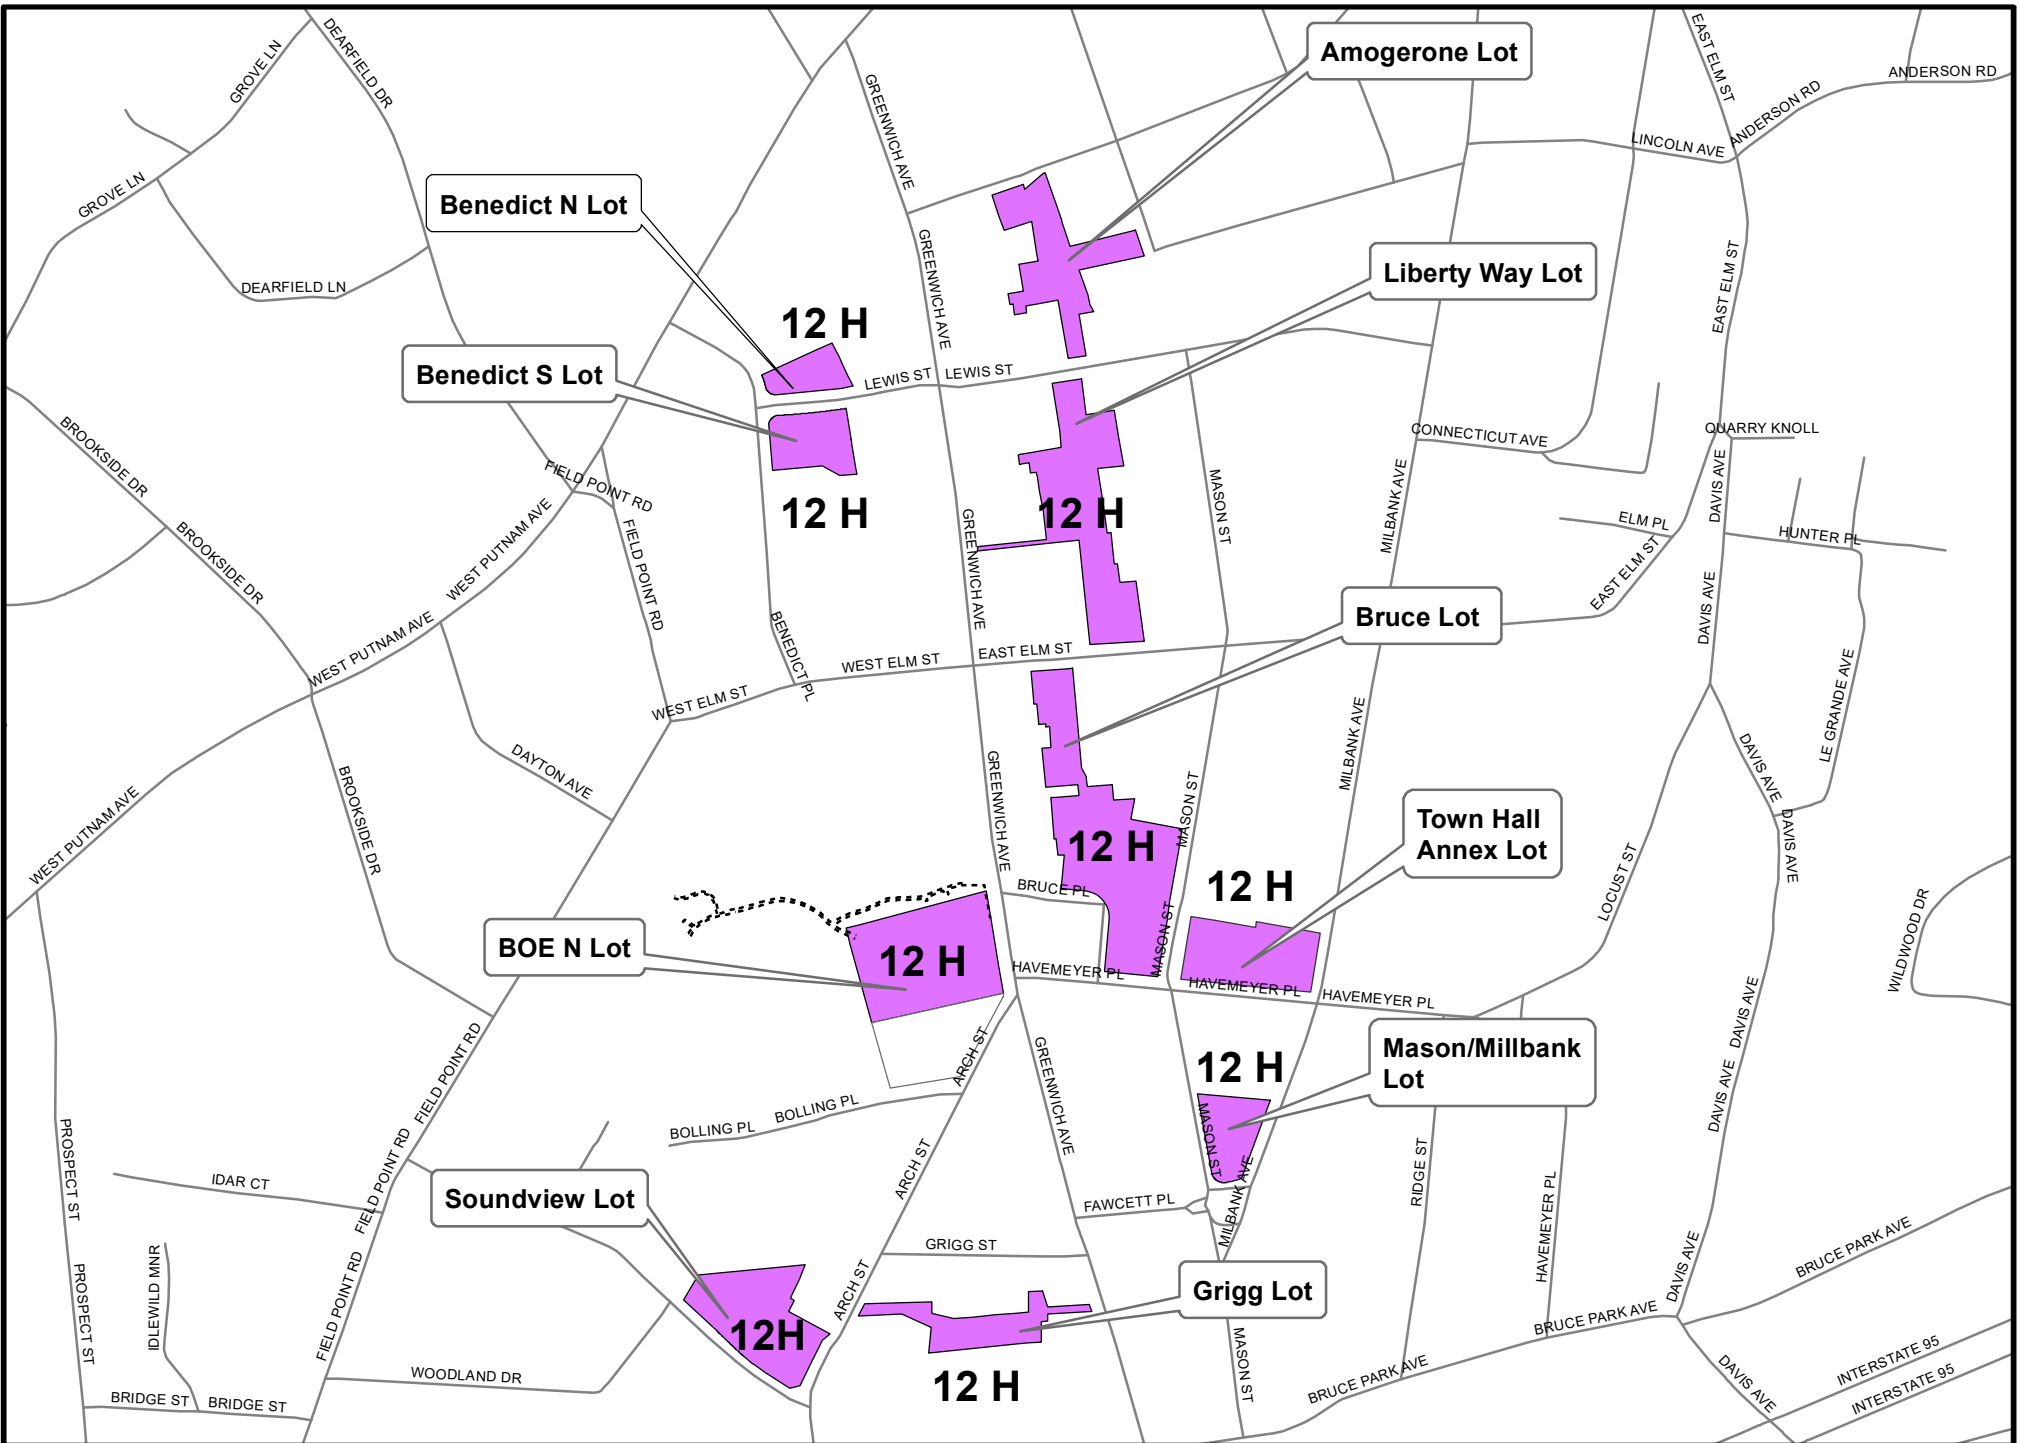 Amogerone Lot
EAST ELM ST
ANDERSON RD
ANDERSON RD
LINCOLN AVE
GROVE LN
DEARFIELD DR
GREENWICH AVE
GROVE LN
Benedict N Lot
DEARFIELD LN
GREENWICH AVE
Liberty Way Lot
EAST ELM ST
12 H
Benedict S Lot
LEWIS ST
LEWIS ST
BROOKSIDE DR
CONNECTICUT AVE
QUARRY KNOLL
FIELD POINT RD
12 H
12 H
MASON ST
MILBANK AVE
DAVIS AVE
ELM PL
HUNTER PL
BROOKSIDE DR
WEST PUTNAM AVE
FIELD POINT RD
GREENWICH AVE
EAST ELM ST
DAVIS AVE
Bruce Lot
WEST PUTNAM AVE
BENEDICT PL
WEST ELM ST
EAST ELM ST
WEST ELM ST
LE GRANDE AVE
DAYTON AVE
GREENWICH AVE
MILBANK AVE
DAVIS AVE
WEST PUTNAM AVE
BROOKSIDE DR
MASON ST
Town Hall
Annex Lot
DAVIS AVE
12 H
12 H
BRUCE PL
LOCUST ST
WILDWOOD DR
BOE N Lot
12 H
MASON ST
HAVEMEYER PL
HAVEMEYER PL
HAVEMEYER PL
DAVIS AVE
FIELD POINT RD
ARCH ST
GREENWICH AVE
12 H
Mason/Millbank
Lot
BOLLING PL
BOLLING PL
DAVIS AVE
PROSPECT ST
FIELD POINT RD
IDAR CT
ARCH ST
MASON ST
RIDGE ST
Soundview Lot
FAWCETT PL
MILBANK AVE
HAVEMEYER PL
GRIGG ST
BRUCE PARK AVE
DAVIS AVE
PROSPECT ST
IDLEWILD MNR
FIELD POINT RD
ARCH ST
Grigg Lot
12H
BRUCE PARK AVE
MASON ST
12 H
WOODLAND DR
BRUCE PARK AVE
DAVIS AVE
INTERSTATE 95
INTERSTATE 95
BRIDGE ST
BRIDGE ST